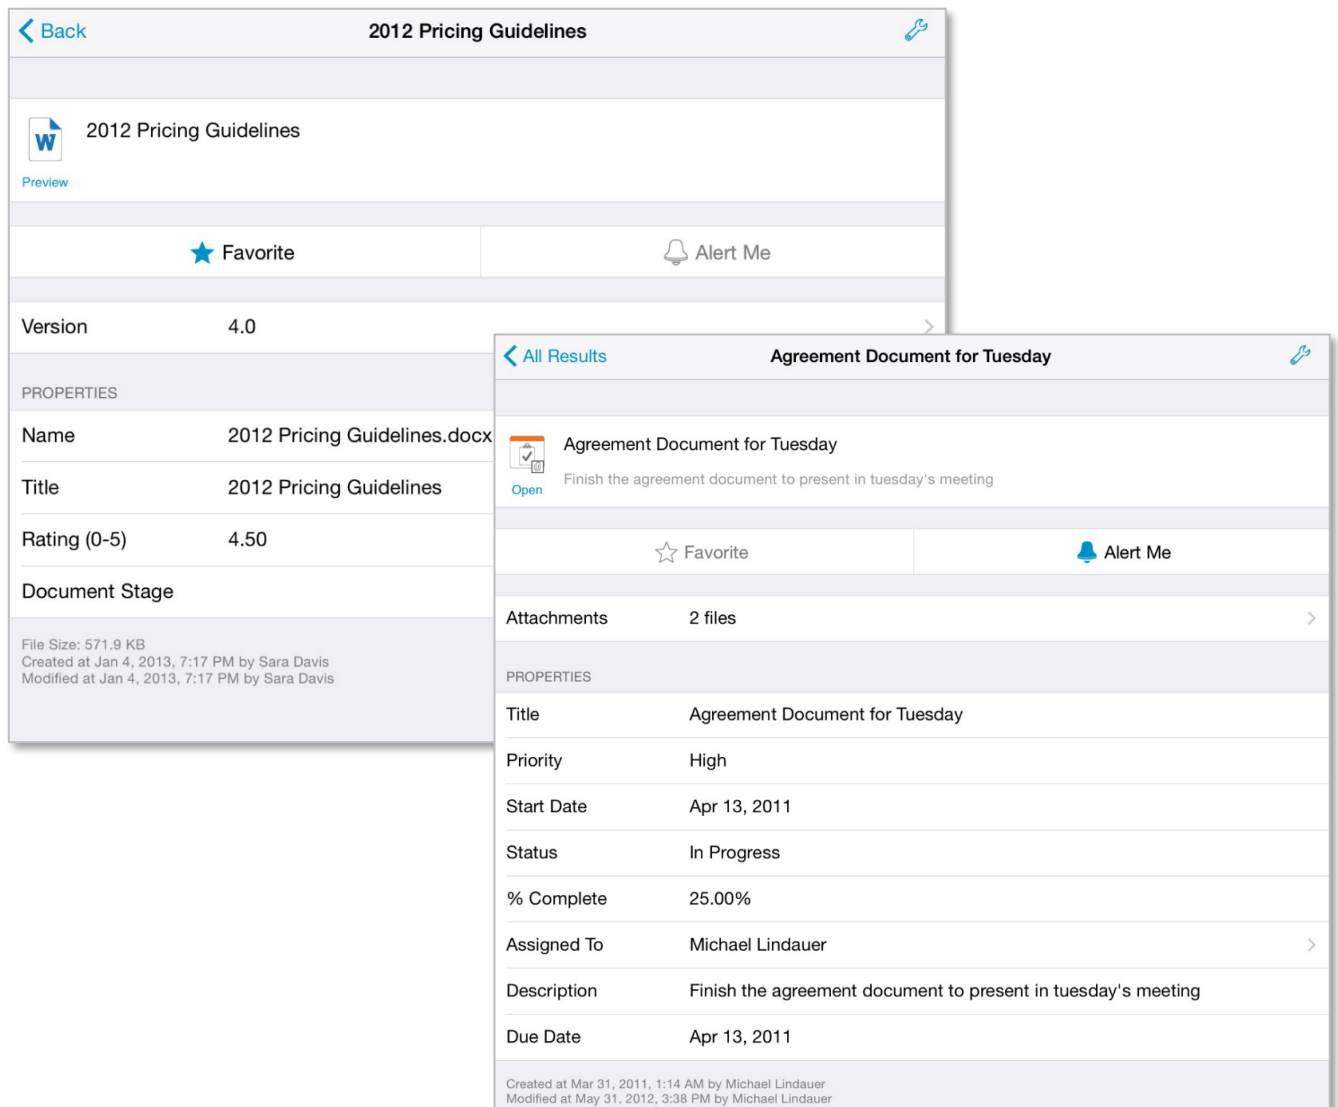 Back 2012 Pricing Guidelines
W 2012 Pricing Guidelines
Preview
Favorite Alert Me
Version 4.0
PROPERTIES
Name 2012 Pricing Guidelines.docx
Title 2012 Pricing Guidelines
Rating (0-5) 4.50
Document Stage
File Size: 571.9 KB
Created at Jan 4, 2013, 7:17 PM by Sara Davis
Modified at Jan 4, 2013, 7:17 PM by Sara Davis
All Results Agreement Document for Tuesday
Agreement Document for Tuesday
Finish the agreement document to present in tuesday's meeting
Open
Favorite Alert Me
Attachments 2 files
PROPERTIES
Title Agreement Document for Tuesday
Priority High
Start Date Apr 13, 2011
Status In Progress
% Complete 25.00%
Assigned To Michael Lindauer
Description Finish the agreement document to present in tuesday's meeting
Due Date Apr 13, 2011
Created at Mar 31, 2011, 1:14 AM by Michael Lindauer
Modified at May 31, 2012, 3:38 PM by Michael Lindauer